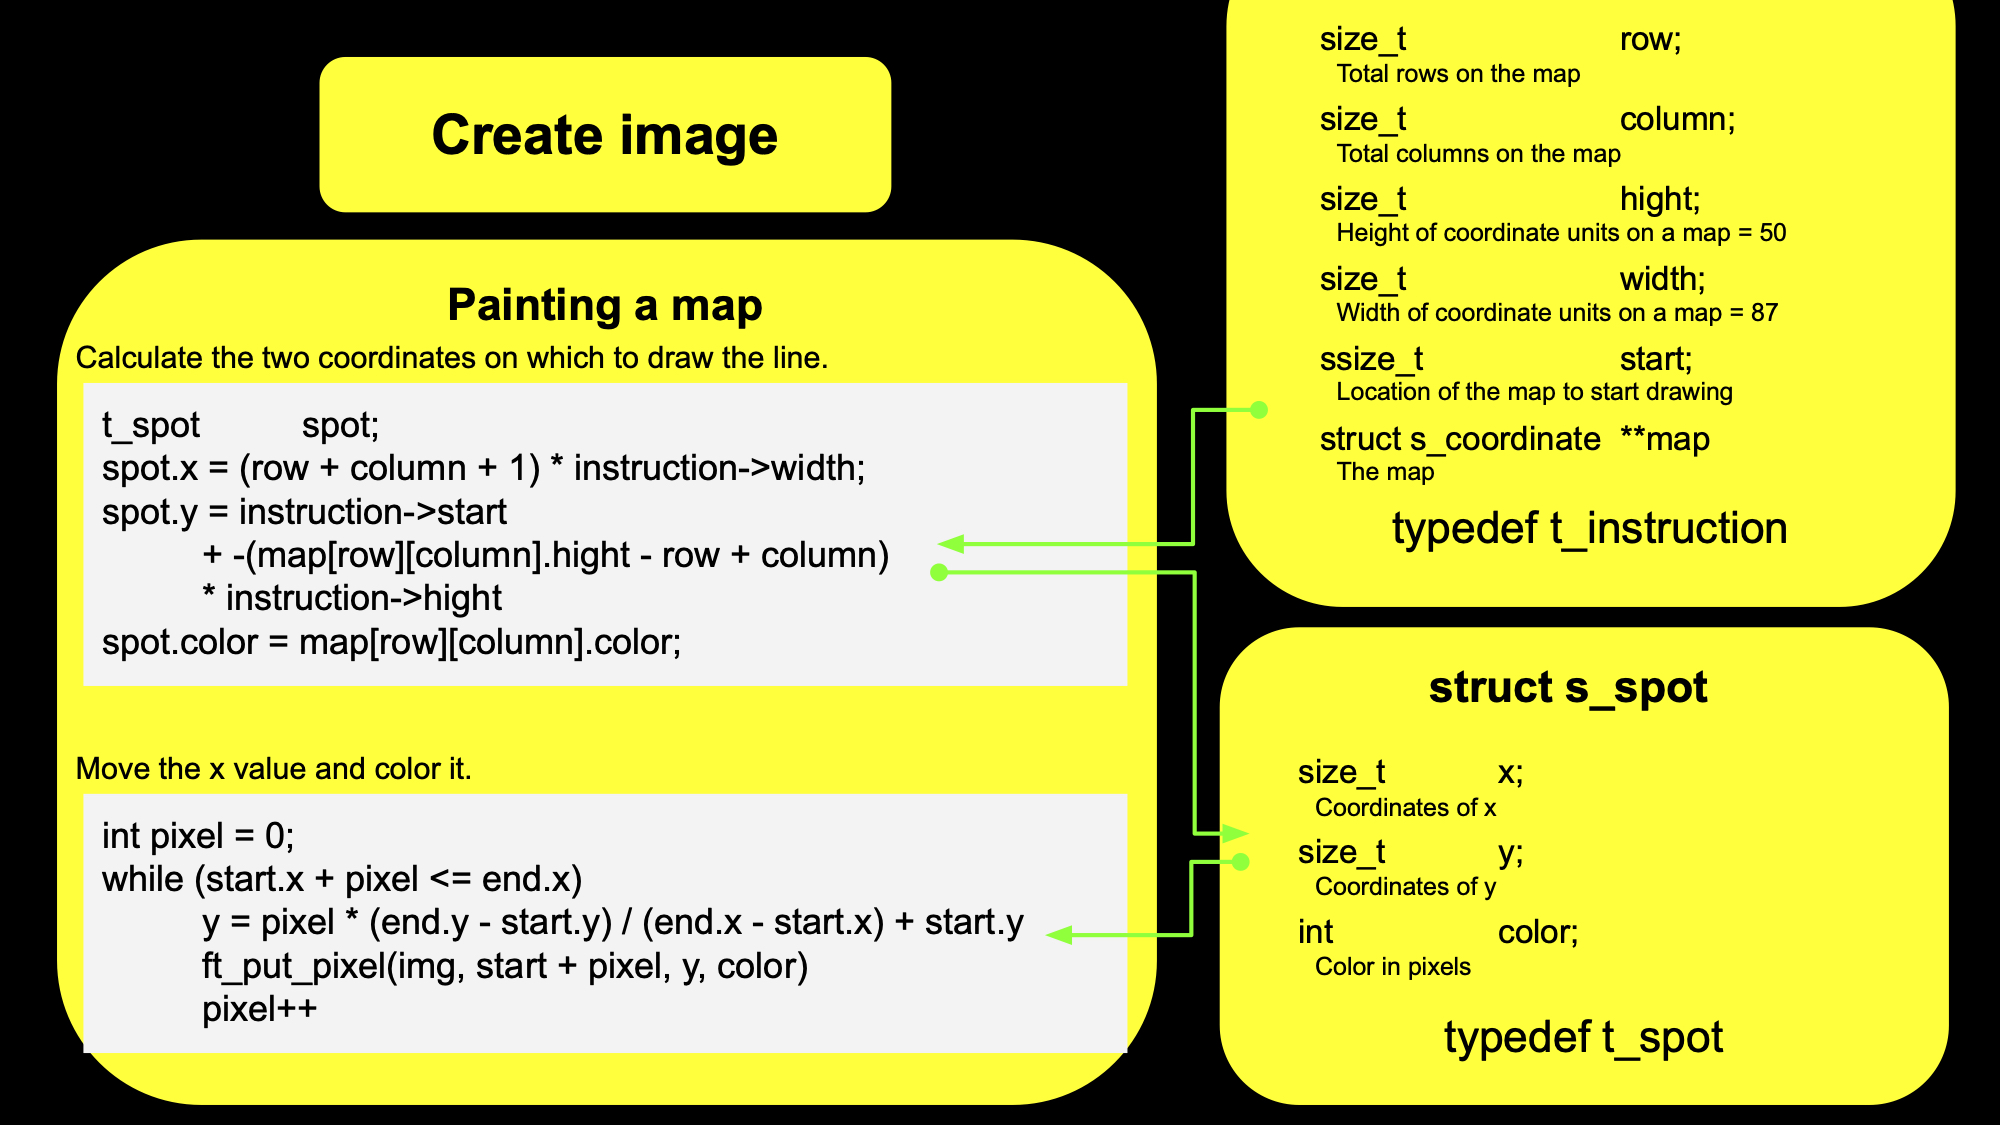 Create image
Painting a map
Calculate the two coordinates on which to draw the line.
t_spot spot;
spot.x = (row + column + 1) * instruction->width;
spot.y = instruction->start
+ -(map[row][column].hight - row + column)
* instruction->hight
spot.color = map[row][column].color;
Move the x value and color it.
int pixel = 0;
while (start.x + pixel <= end.x)
y = pixel * (end.y - start.y) / (end.x - start.x) + start.y
ft_put_pixel(img, start + pixel, y, color)
pixel++
size_t row;
Total rows on the map
size_t column;
Total columns on the map
size_t hight;
Height of coordinate units on a map = 50
size_t width;
Width of coordinate units on a map = 87
ssize_t start;
Location of the map to start drawing
struct s_coordinate **map
The map
typedef t_instruction
struct s_spot
size_t x;
Coordinates of x
size_t y;
Coordinates of y
int color;
Color in pixels
typedef t_spot